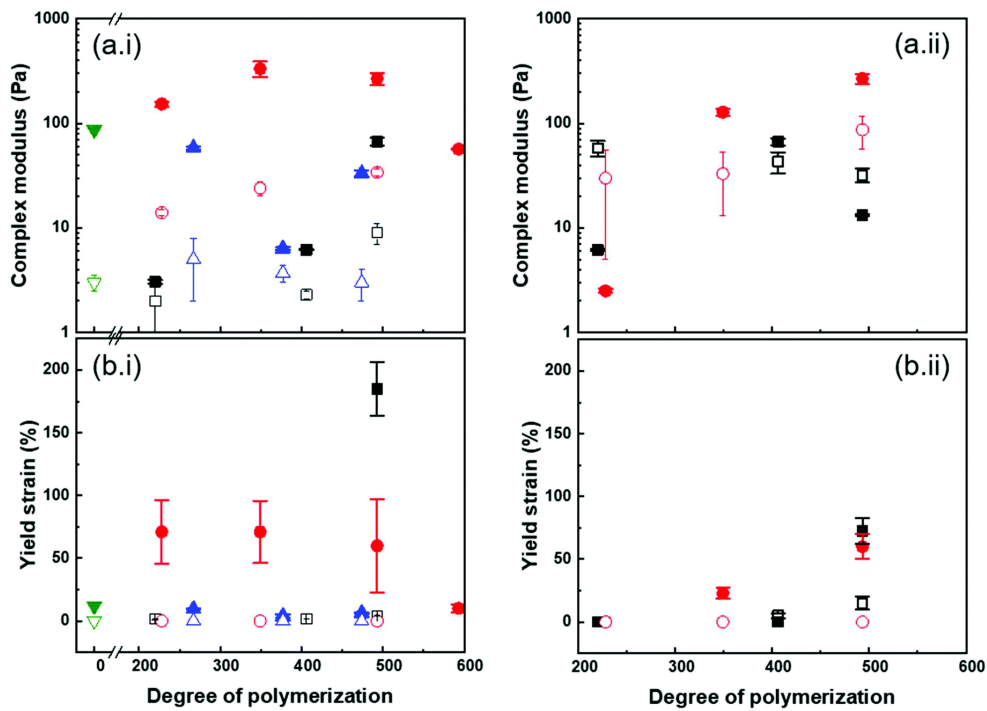 (a.i)
Complex modulus (Pa)
1000
100
10
1
(a.ii)
Complex modulus (Pa)
1000
100
10
1
(b.i)
Yield strain (%)
200
150
100
50
0
0 200 300 400 500 600
Degree of polymerization
(b.ii)
Yield strain (%)
200
150
100
50
0
200 300 400 500 600
Degree of polymerization